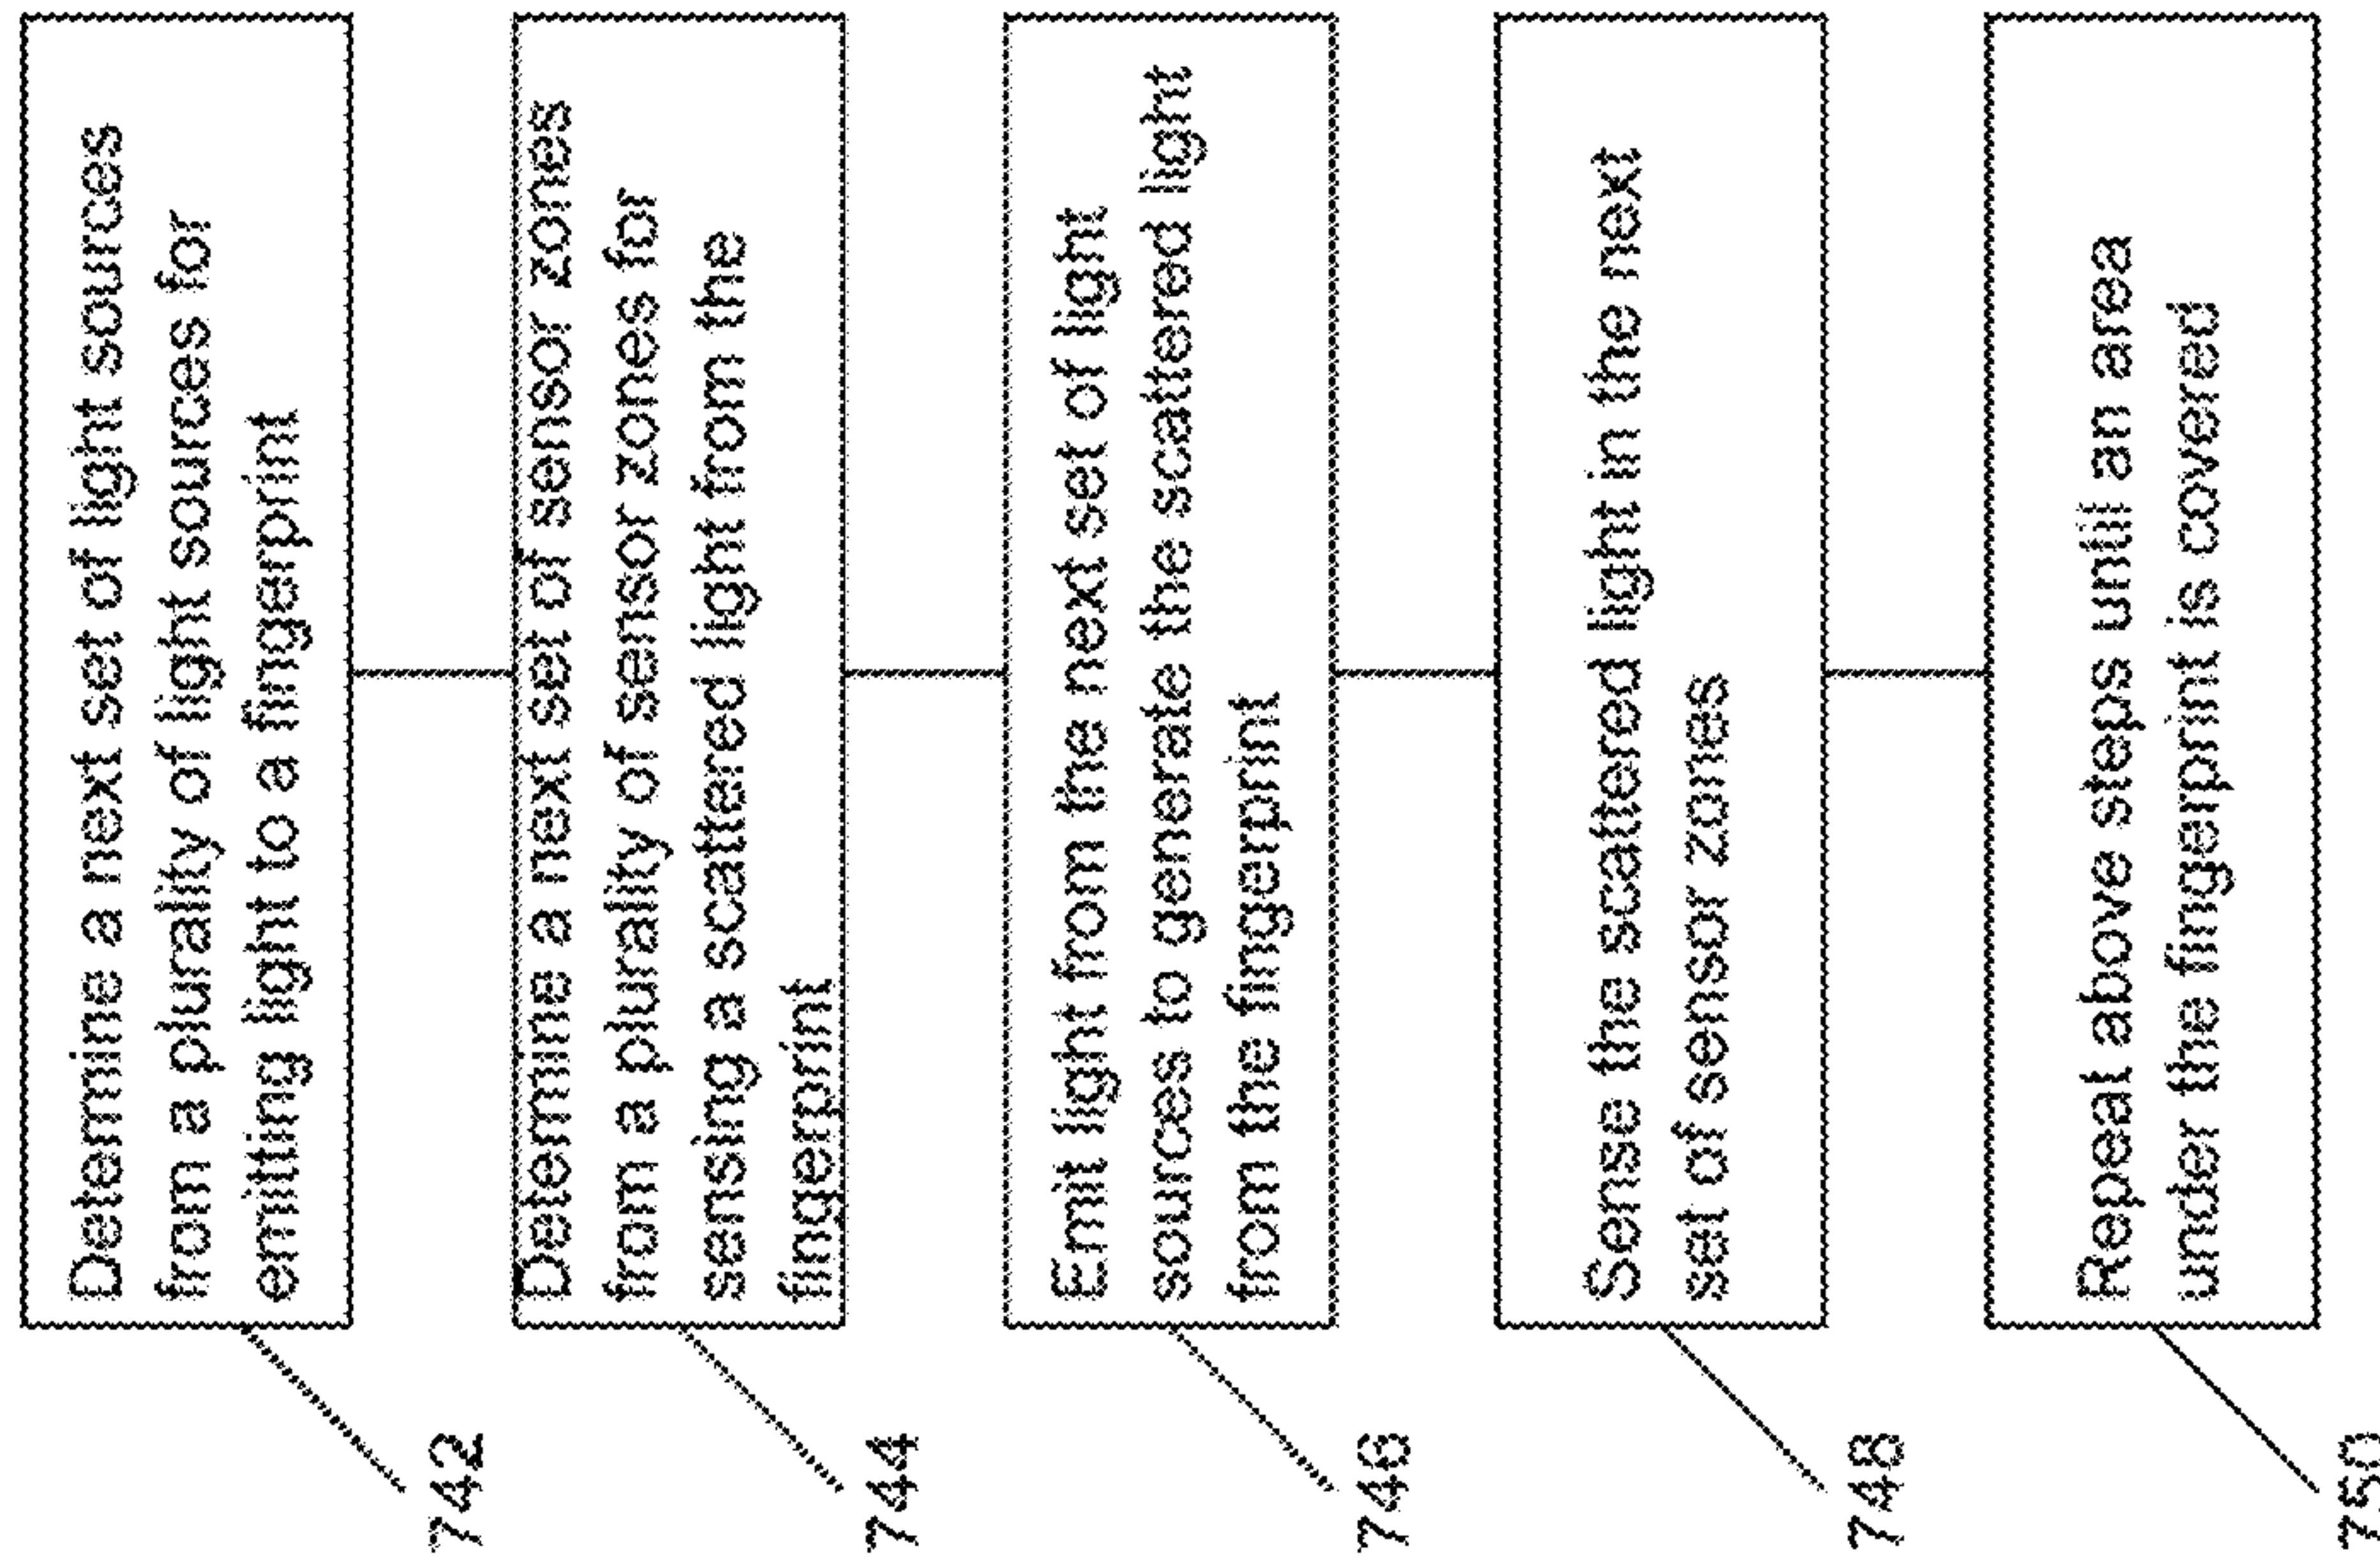 Determine a next set of light sources
from a plurality of light sources for
emitting light to a fingerprint
742
Determine a next set of sensor zones
from a plurality of sensor zones for
sensing a scattered light from the
fingerprint
744
Emit light from the next set of light
sources to generate the scattered light
from the fingerprint
746
Sense the scattered light in the next
set of sensor zones
748
Repeat above steps untill an area
under the fingerprint is covered
750